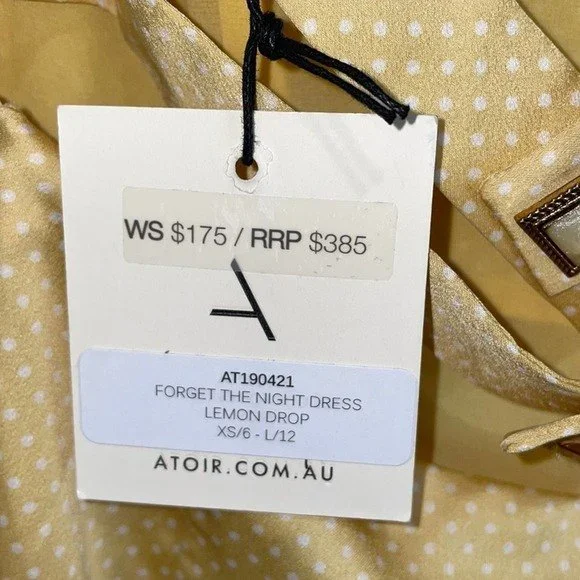 WS $175 / RRP $385
AT190421
FORGET THE NIGHT DRESS
LEMON DROP
XS/6 - L/12
ATOIR.COM.AU